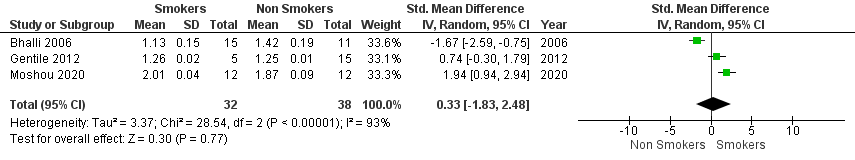 Smokers Non Smokers Std. Mean Difference Std. Mean Difference
Study or Subgroup Mean SD Total Mean SD Total Weight IV, Random, 95% CI Year IV, Random, 95% CI
Bhalli 2006 1.13 0.15 15 1.42 0.19 11 33.6% -1.67 [-2.59, -0.75] 2006
Gentile 2012 1.26 0.02 5 1.25 0.01 15 33.1% 0.74 [-0.30, 1.79] 2012
Moshou 2020 2.01 0.04 12 1.87 0.09 12 33.4% 1.94 [0.94, 2.94] 2020
Total (95% CI) 32 38 100.0% 0.33 [-1.83, 2.48]
Heterogeneity: Tau² = 3.37; Chi² = 28.54, df = 2 (P < 0.00001); I² = 93%
Test for overall effect: Z = 0.30 (P = 0.77)
-10 -5 0 5 10
Non Smokers Smokers